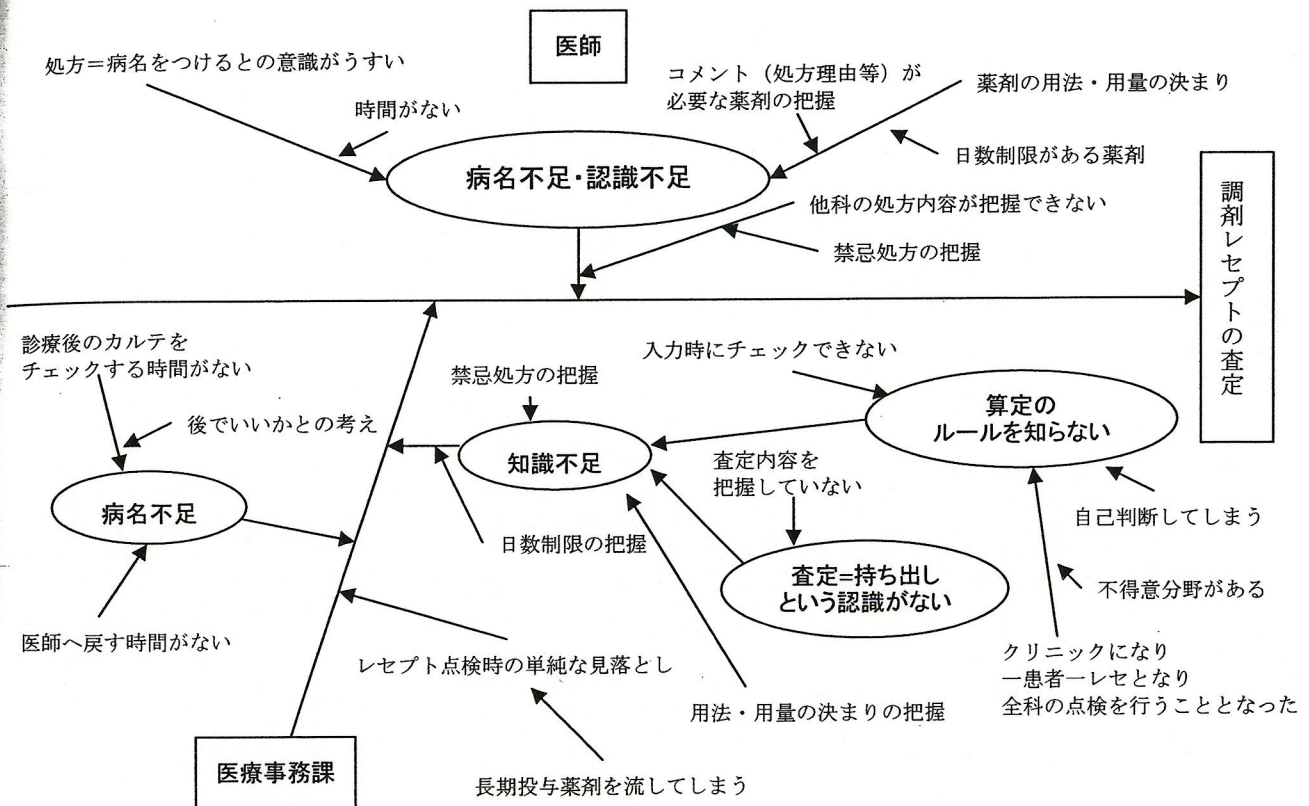 医師
処方＝病名をつけるとの意識がうすい
時間がない
コメント（処方理由等）が
必要な薬剤の把握
薬剤の用法・用量の決まり
日数制限がある薬剤
病名不足・認識不足
他科の処方内容が把握できない
禁忌処方の把握
調剤レセプトの査定
診療後のカルテを
チェックする時間がない
後でいいかとの考え
病名不足
医師へ戻す時間がない
禁忌処方の把握
知識不足
日数制限の把握
入力時にチェックできない
算定の
ルールを知らない
査定内容を
把握していない
自己判断してしまう
査定=持ち出し
という認識がない
不得意分野がある
クリニックになり
一患者一レセとなり
全科の点検を行うこととなった
レセプト点検時の単純な見落とし
用法・用量の決まりの把握
長期投与薬剤を流してしまう
医療事務課